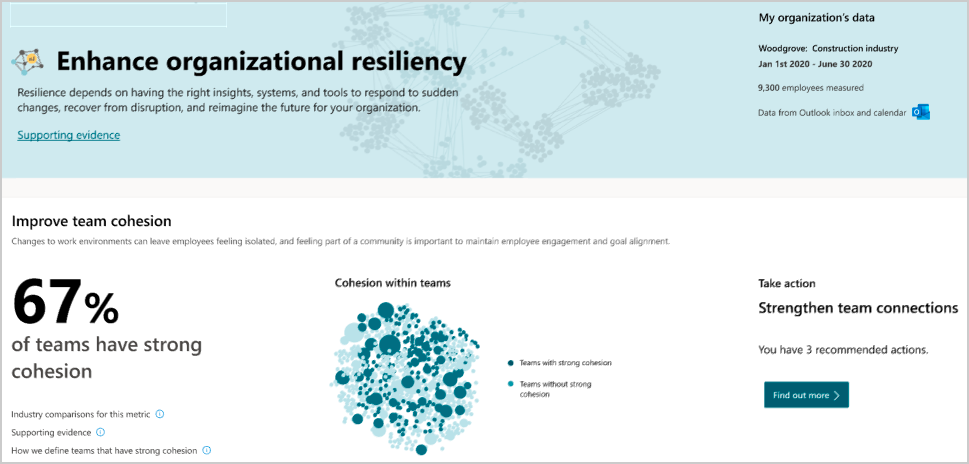 Enhance organizational resiliency
Resilience depends on having the right insights, systems, and tools to respond to sudden
changes, recover from disruption, and reimagine the future for your organization.
Supporting evidence
My organization's data
Woodgrove: Construction industry
Jan 1st 2020 - June 30 2020
9,300 employees measured
Data from Outlook inbox and calendar
Improve team cohesion
Changes to work environments can leave employees feeling isolated, and feeling part of a community is important to maintain employee engagement and goal alignment.
67%
of teams have strong
cohesion
Industry comparisons for this metric
Supporting evidence
How we define teams that have strong cohesion
Cohesion within teams
Teams with strong cohesion
Teams without strong
cohesion
Take action
Strengthen team connections
You have 3 recommended actions.
Find out more